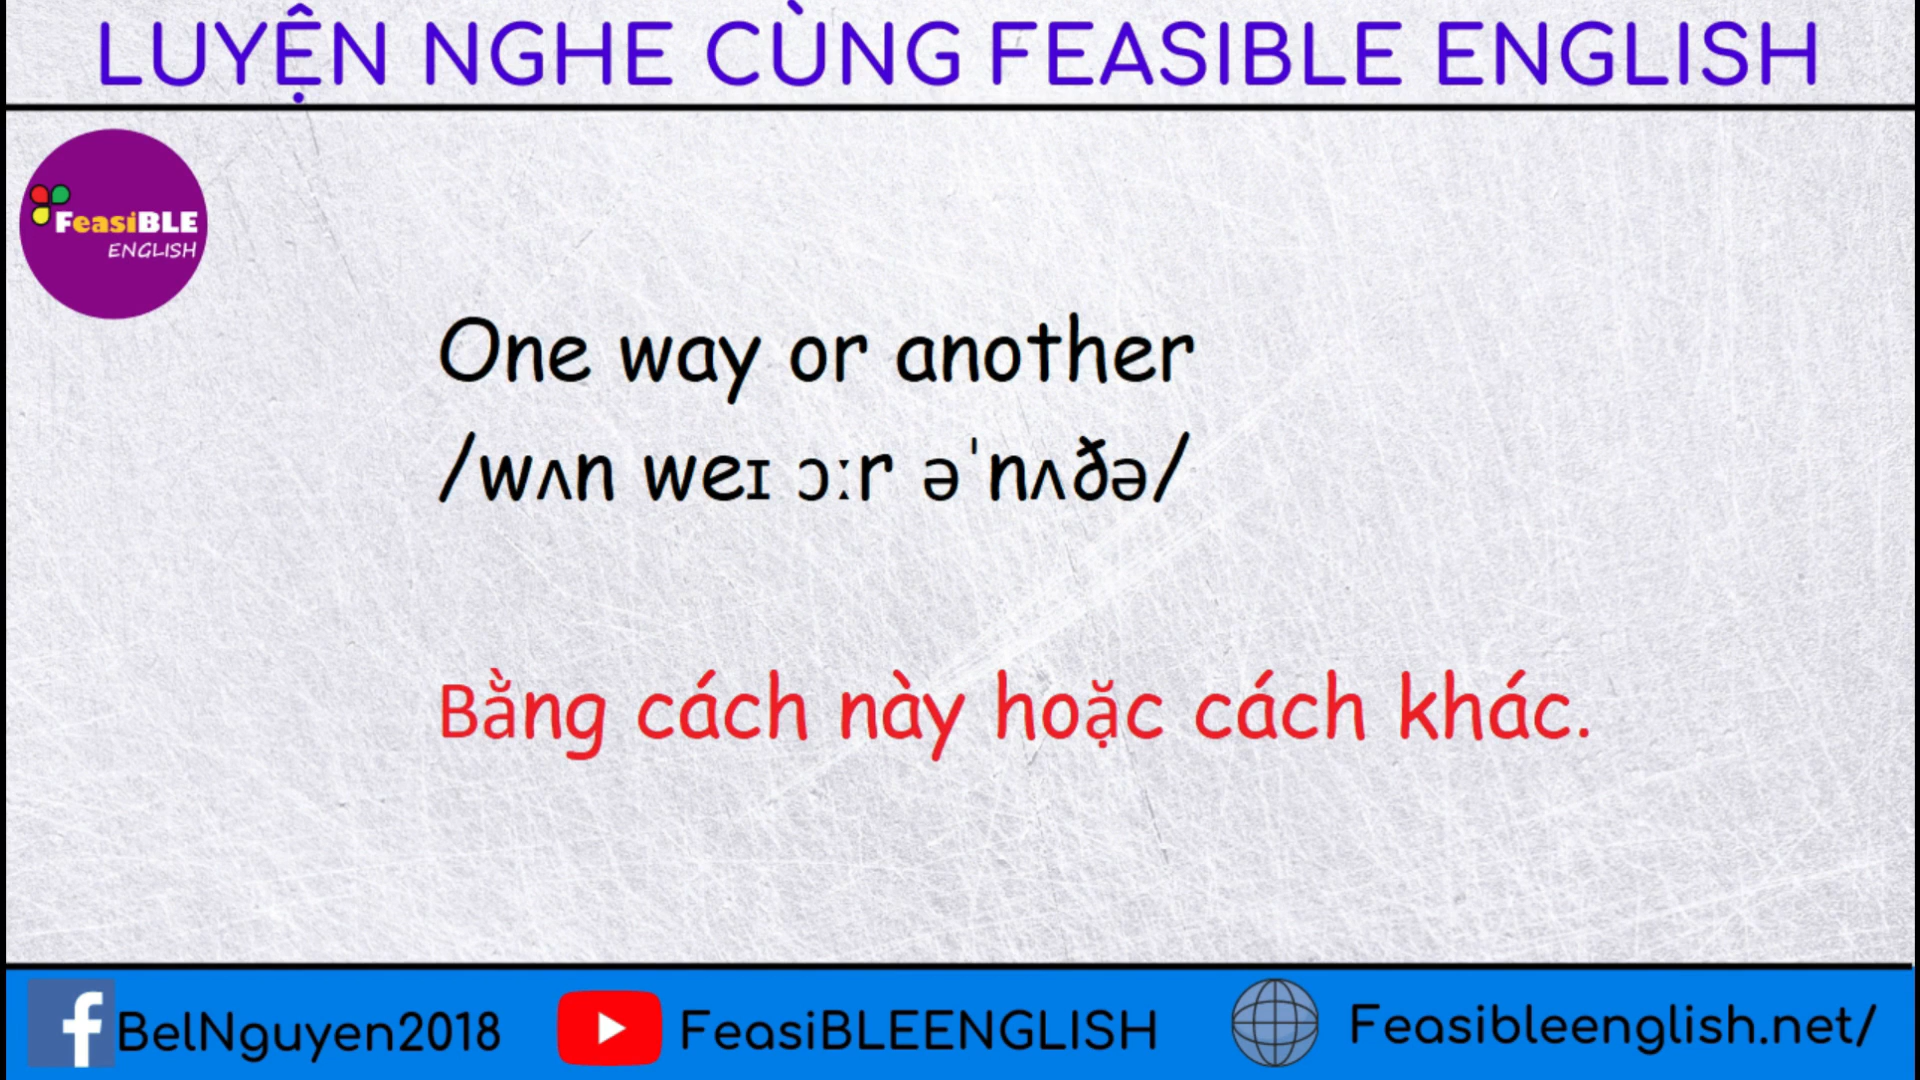 LUYỆN NGHE CÙNG FEASIBLE ENGLISH
FeasiBLE
ENGLISH
One way or another
/wʌn weɪ ɔːr əˈnʌðə/
Bằng cách này hoặc cách khác.
BelNguyen2018
FeasiBLEENGLISH
Feasibleenglish.net/